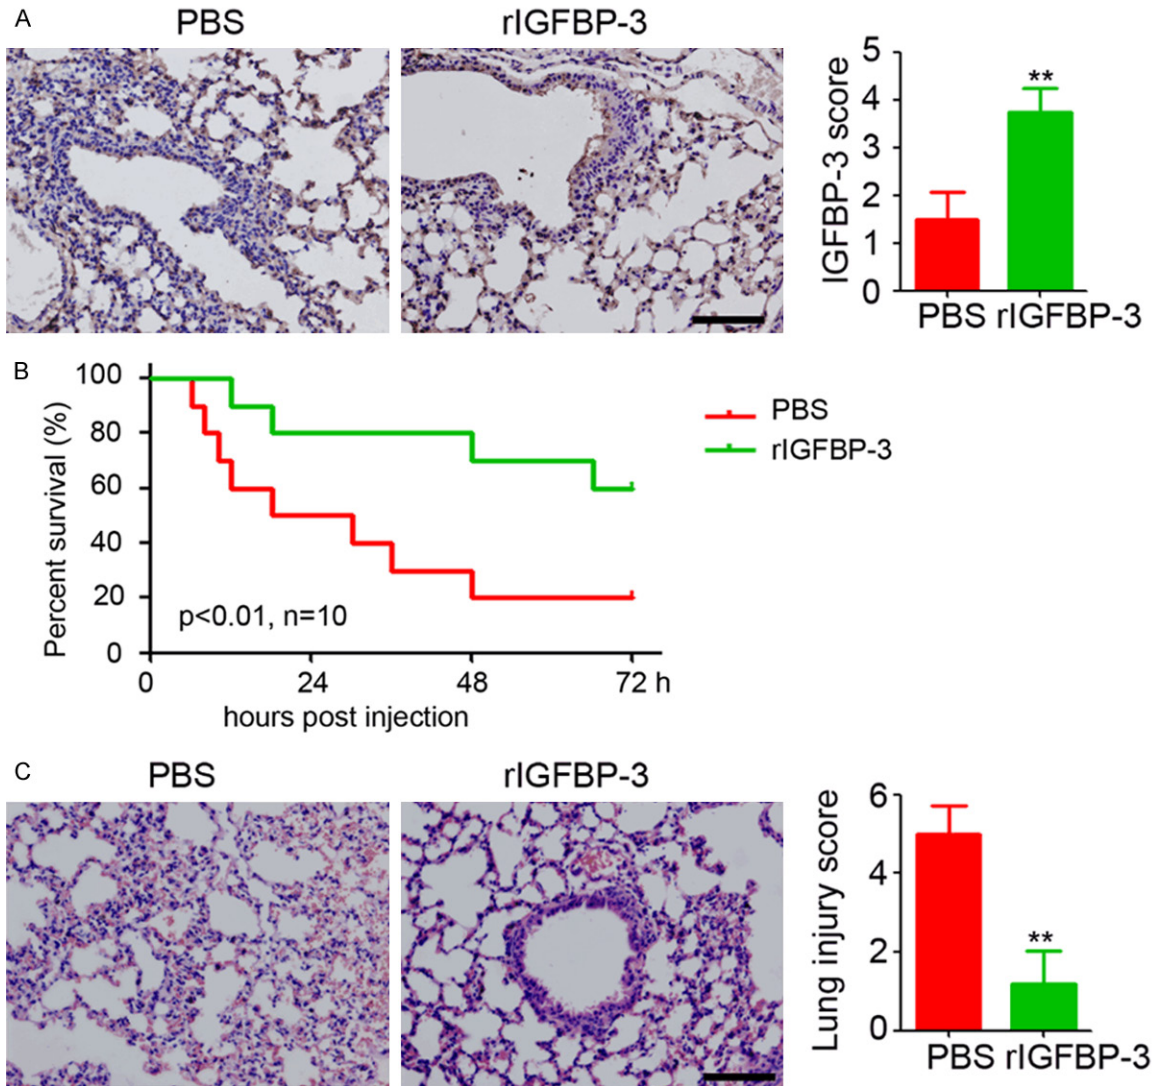 A
PBS
rIGFBP-3
IGFBP-3 score
5
4
3
2
1
0
**
PBS rIGFBP-3
B
Percent survival (%)
100
80
60
40
20
0
p<0.01, n=10
0 24 48 72 h
hours post injection
PBS
rIGFBP-3
C
PBS
rIGFBP-3
Lung injury score
6
4
2
0
**
PBS rIGFBP-3